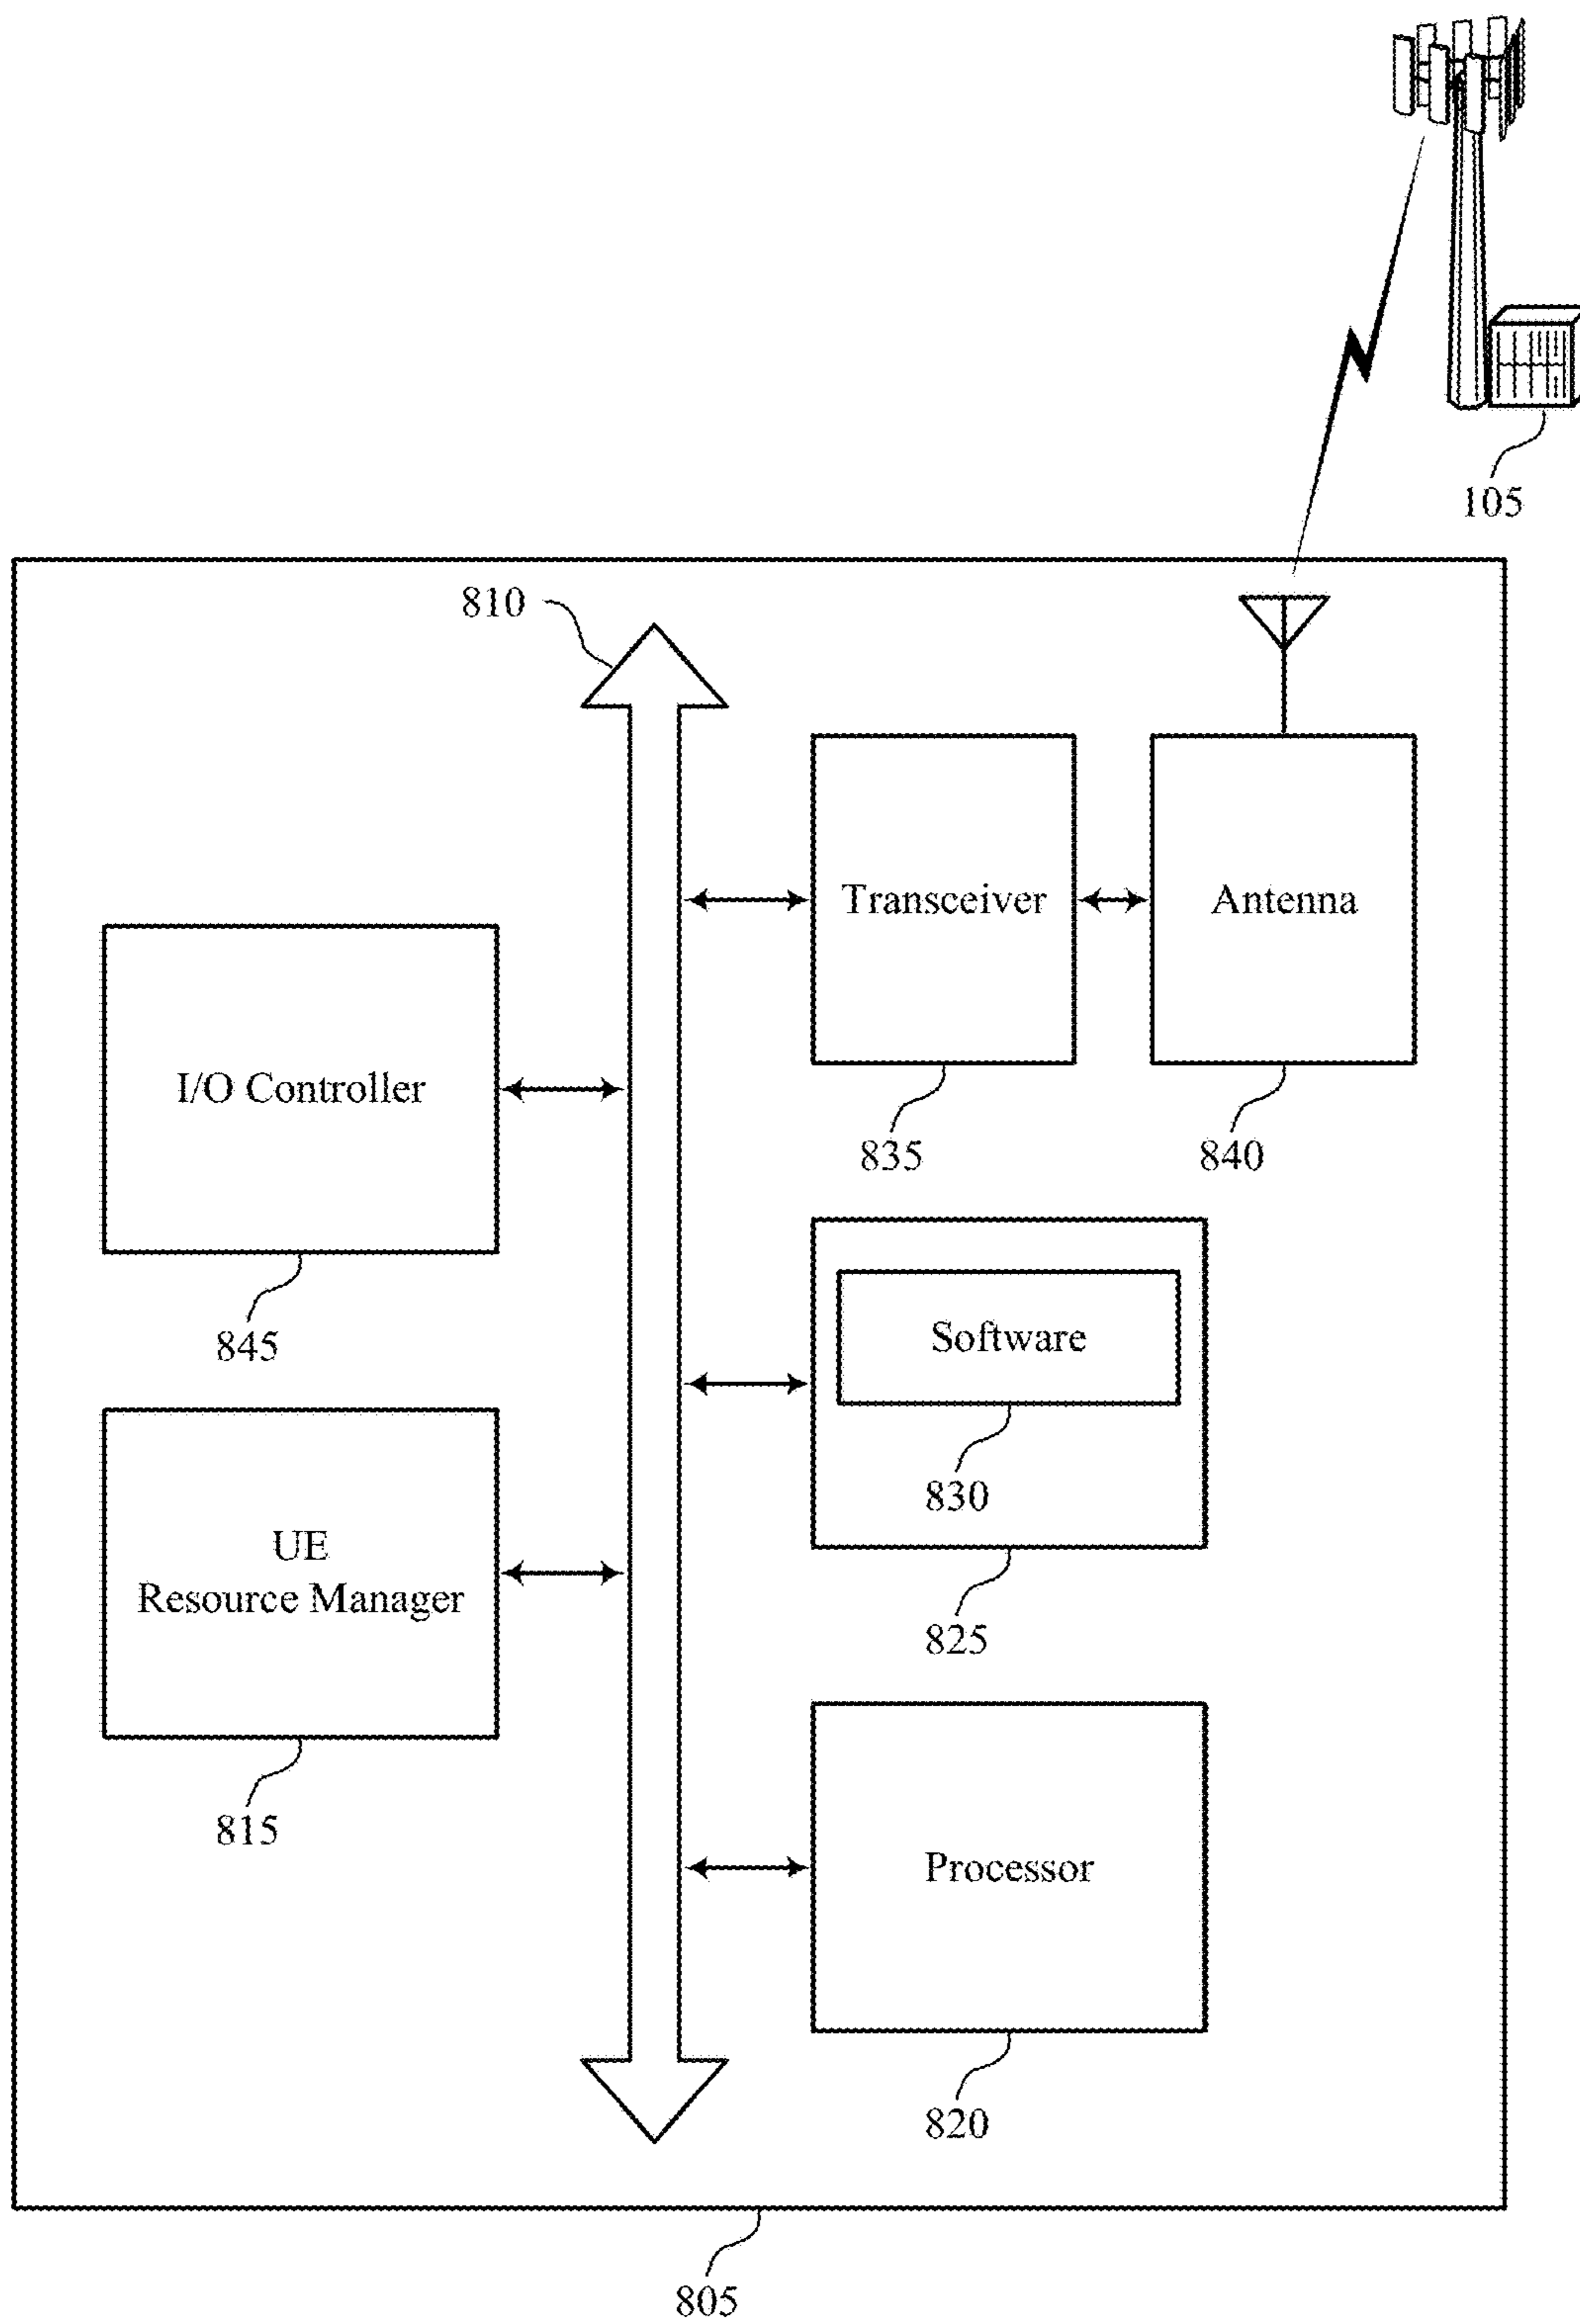 105
810
Transceiver
Antenna
I/O Controller
835
840
845
Software
830
UE
Resource Manager
825
815
Processor
820
805